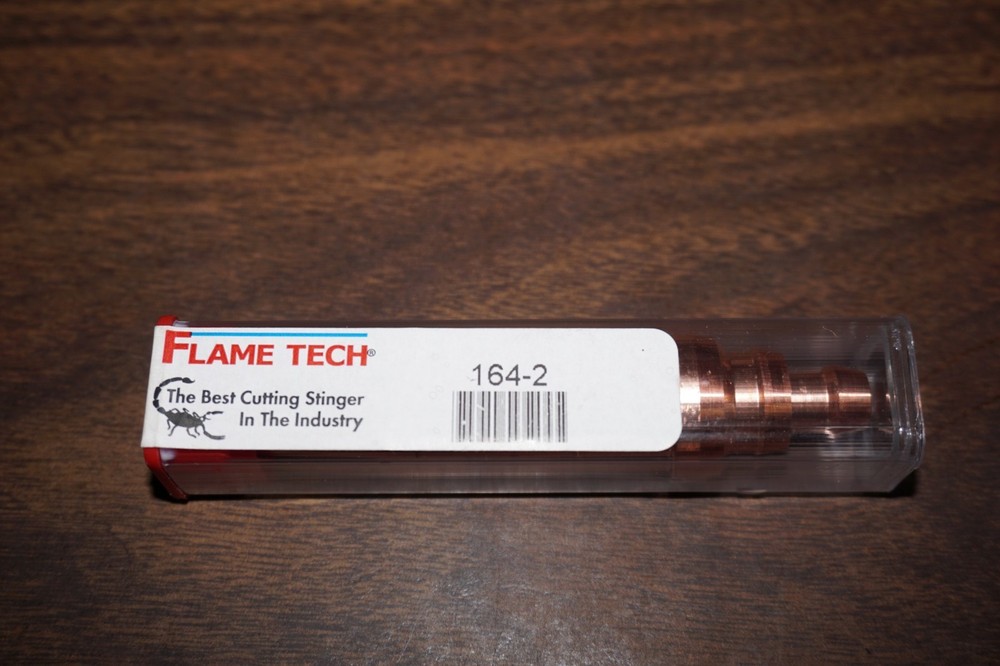 FLAME TECH®
The Best Cutting Stinger
In The Industry
164-2